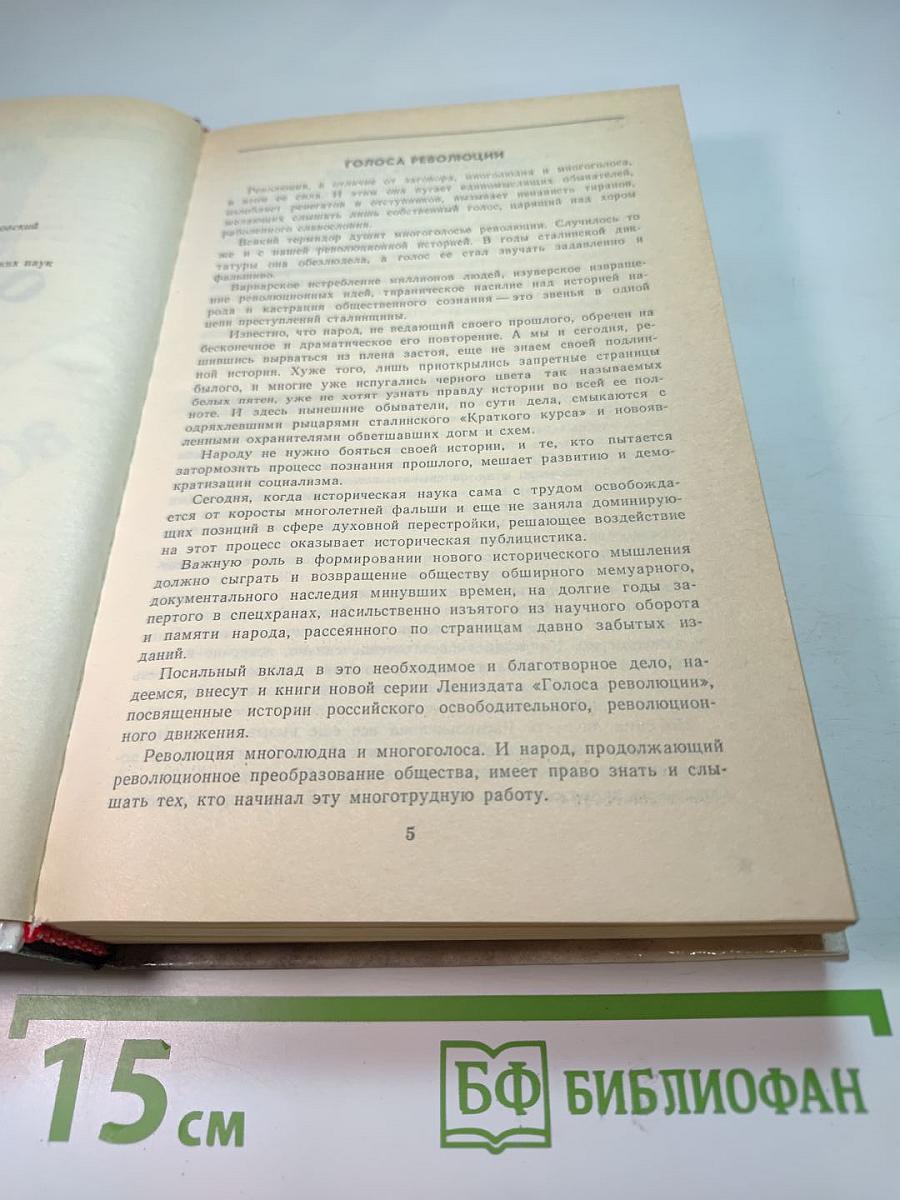 овский
ких наук
ГОЛОСА РЕВОЛЮЦИИ
Революция, в отличие от заговора, многолюдна и многоголоса,
в этом ее сила. И этим она пугает единомыслящих обывателей,
озлобляет ренегатов и отступников, вызывает ненависть тиранов,
желающих слышать лишь собственный голос, царящий над хором
работного славословия.
Всякий термидор душит многоголосье революции. Случилось то
же и с нашей революционной историей. В годы сталинской дик-
татуры она обезлюдела, а голос ее стал звучать задавленно и
фальшиво.
Варварское истребление миллионов людей, изуверское извраще-
ние революционных идей, тираническое насилие над историей на-
рода и кастрация общественного сознания — это звенья в одной
цепи преступлений сталинщины.
Известно, что народ, не ведающий своего прошлого, обречен на
бесконечное и драматическое его повторение. А мы и сегодня, ре-
шившись вырваться из плена застоя, еще не знаем своей подлин-
ной истории. Хуже того, лишь приоткрылись запретные страницы
былого, и многие уже испугались черного цвета так называемых
белых пятен, уже не хотят узнать правду истории во всей ее пол-
ноте. И здесь нынешние обыватели, по сути дела, смыкаются с
одряхлевшими рыцарями сталинского «Краткого курса» и новояв-
ленными охранителями обветшавших догм и схем.
Народу не нужно бояться своей истории, и те, кто пытается
затормозить процесс познания прошлого, мешает развитию и демо-
кратизации социализма.
Сегодня, когда историческая наука сама с трудом освобожда-
ется от коросты многолетней фальши и еще не заняла доминирую-
щих позиций в сфере духовной перестройки, решающее воздействие
на этот процесс оказывает историческая публицистика.
Важную роль в формировании нового исторического мышления
должно сыграть и возвращение обществу обширного мемуарного,
документального наследия минувших времен, на долгие годы за-
пертого в спецхранах, насильственно изъятого из научного оборота
и памяти народа, рассеянного по страницам давно забытых из-
даний.
Посильный вклад в это необходимое и благотворное дело, на-
деемся, внесут и книги новой серии Лениздата «Голоса революции»,
посвященные истории российского освободительного, революцион-
ного движения.
Революция многолюдна и многоголоса. И народ, продолжающий
революционное преобразование общества, имеет право знать и слы-
шать тех, кто начинал эту многотрудную работу.
5
15 см
БФ БИБЛИОФАН